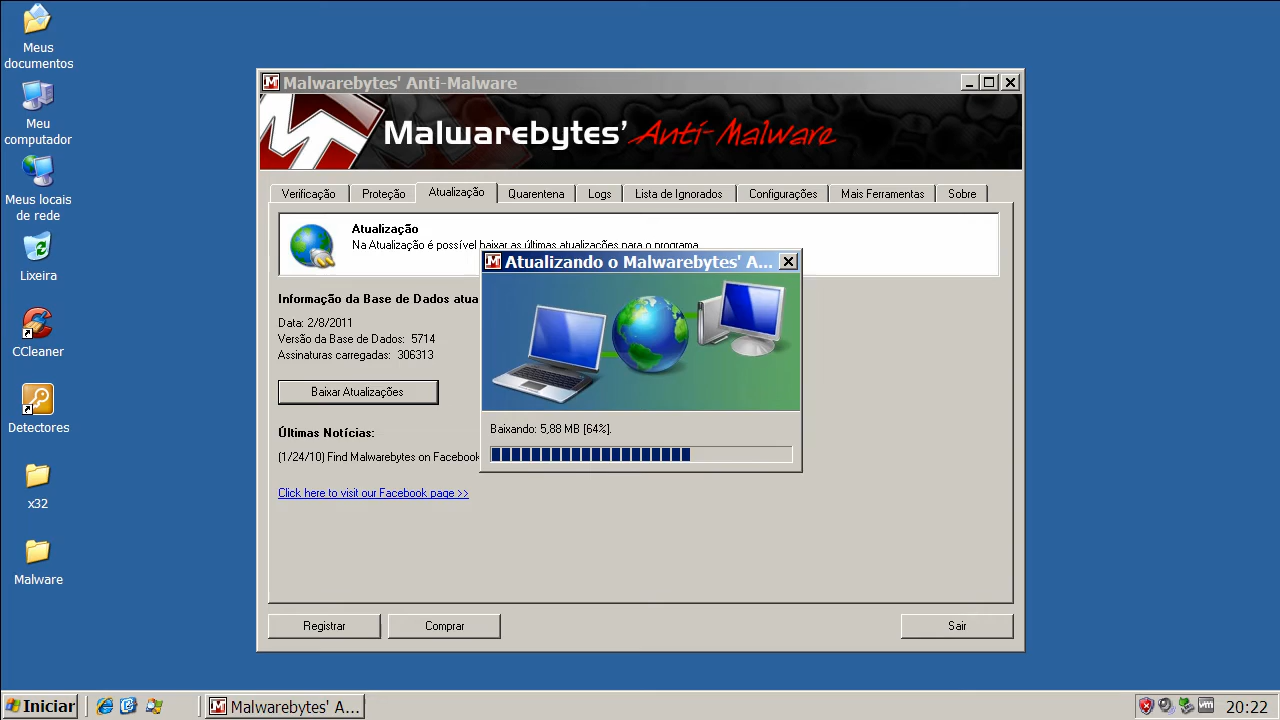 Meus
documentos
Meu
computador
Meus locais
de rede
Lixeira
CCleaner
Detectores
x32
Malware
Malwarebytes' Anti-Malware
Malwarebytes' Anti-Malware
Verificação
Proteção
Atualização
Quarentena
Logs
Lista de Ignorados
Configurações
Mais Ferramentas
Sobre
Atualização
Na Atualização é possível baixar as últimas atualizações para o programa.
Informação da Base de Dados atua
Data: 2/8/2011
Versão da Base de Dados: 5714
Assinaturas carregadas: 306313
Baixar Atualizações
Últimas Notícias:
(1/24/10) Find Malwarebytes on Facebook
Click here to visit our Facebook page >>
Atualizando o Malwarebytes' A...
Baixando: 5,88 MB [64%].
Registrar
Comprar
Sair
Iniciar
Malwarebytes' A...
vm
20:22